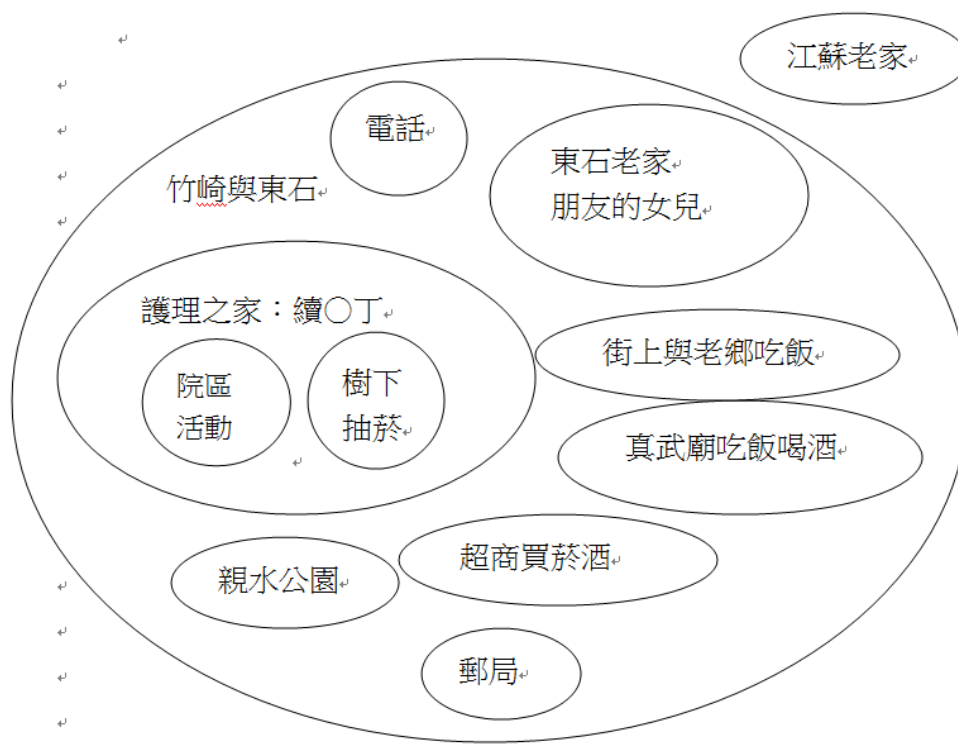 江蘇老家
電話
東石老家
朋友的女兒
竹崎與東石
護理之家：續〇丁
院區
活動
樹下
抽菸
街上與老鄉吃飯
真武廟吃飯喝酒
超商買菸酒
親水公園
郵局